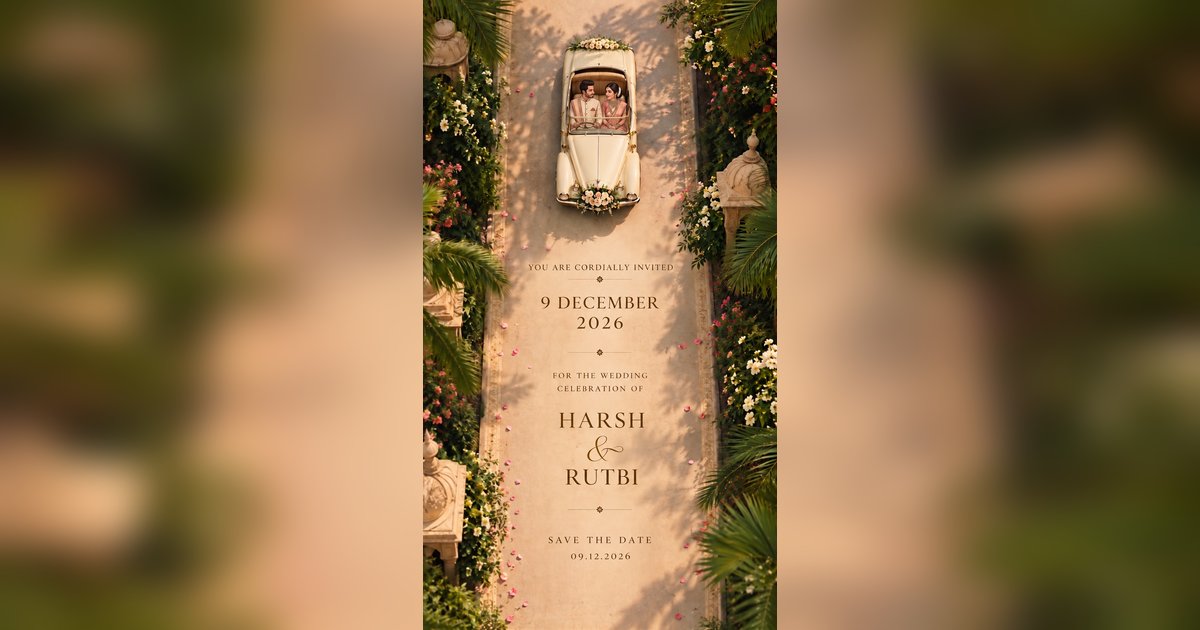 YOU ARE CORDIALLY INVITED
9 DECEMBER
2026
FOR THE WEDDING
CELEBRATION OF
HARSH
&
RUTBI
SAVE THE DATE
09.12.2026